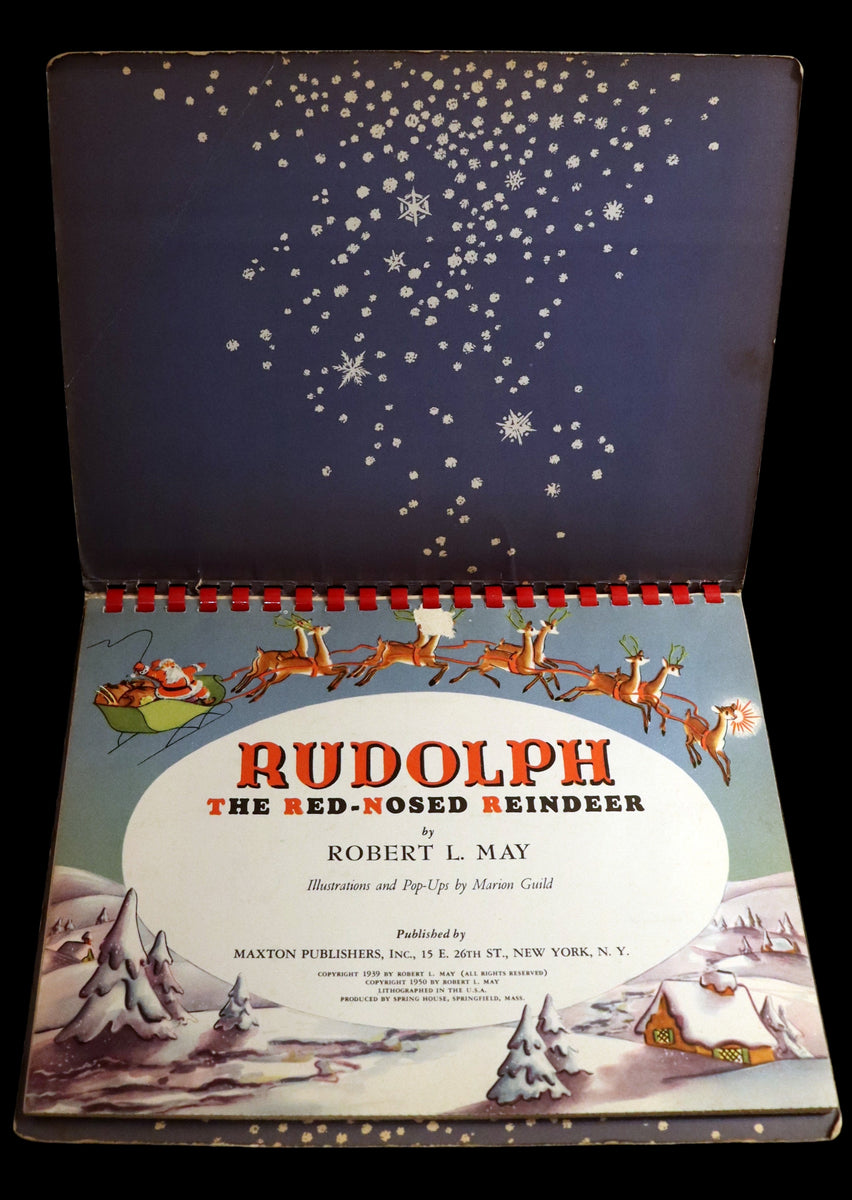 RUDOLPH
THE RED-NOSED REINDEER
by
ROBERT L. MAY
Illustrations and Pop-Ups by Marion Guild
Published by
MAXTON PUBLISHERS, INC., 15 E. 26TH ST., NEW YORK, N. Y.
COPYRIGHT 1939 BY ROBERT L. MAY (ALL RIGHTS RESERVED)
COPYRIGHT 1950 BY ROBERT L. MAY
LITHOGRAPHED IN THE U.S.A.
PRODUCED BY SPRING HOUSE, SPRINGFIELD, MASS.